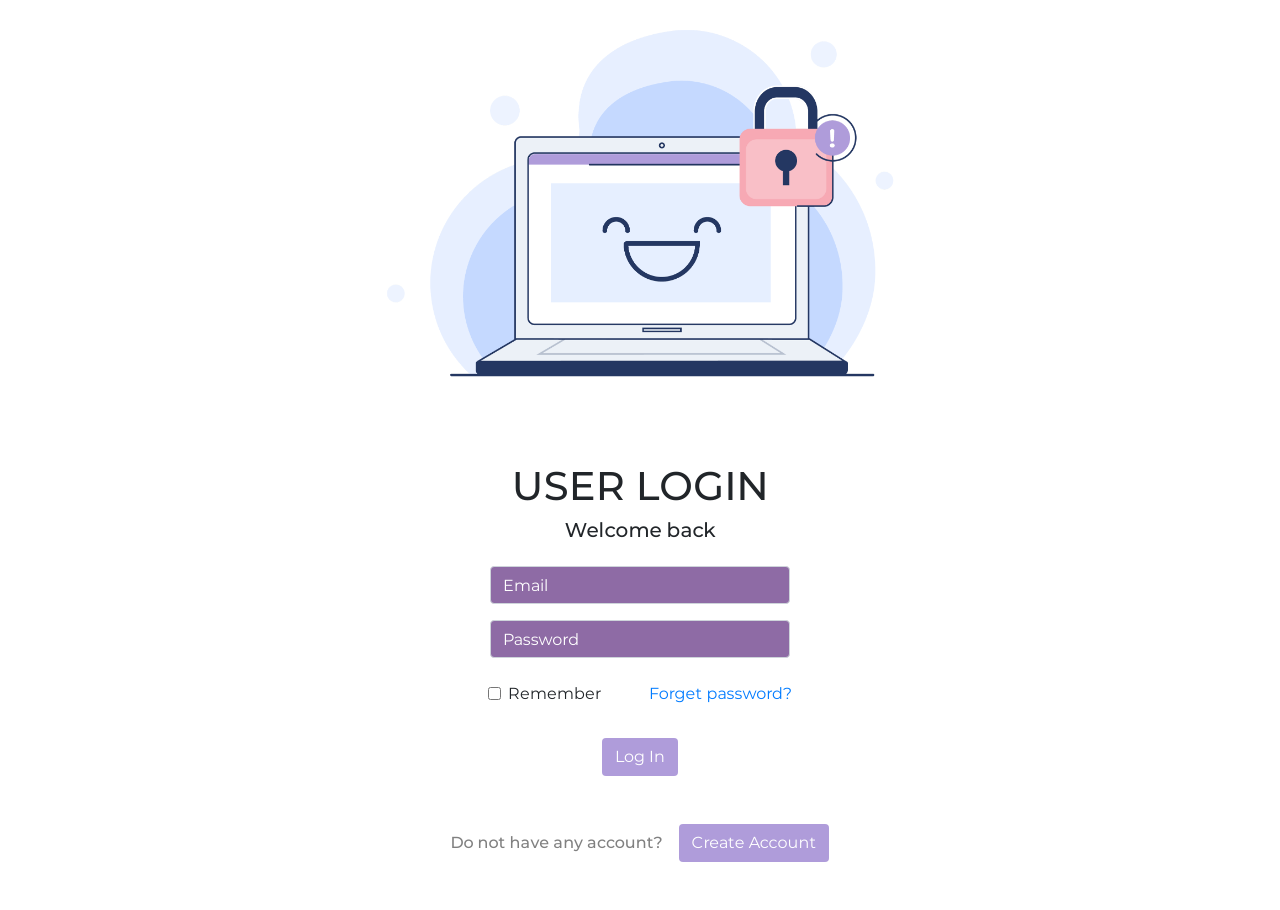 USER LOGIN
Welcome back
Email
Password
Remember Forget password?
Log In
Do not have any account? Create Account